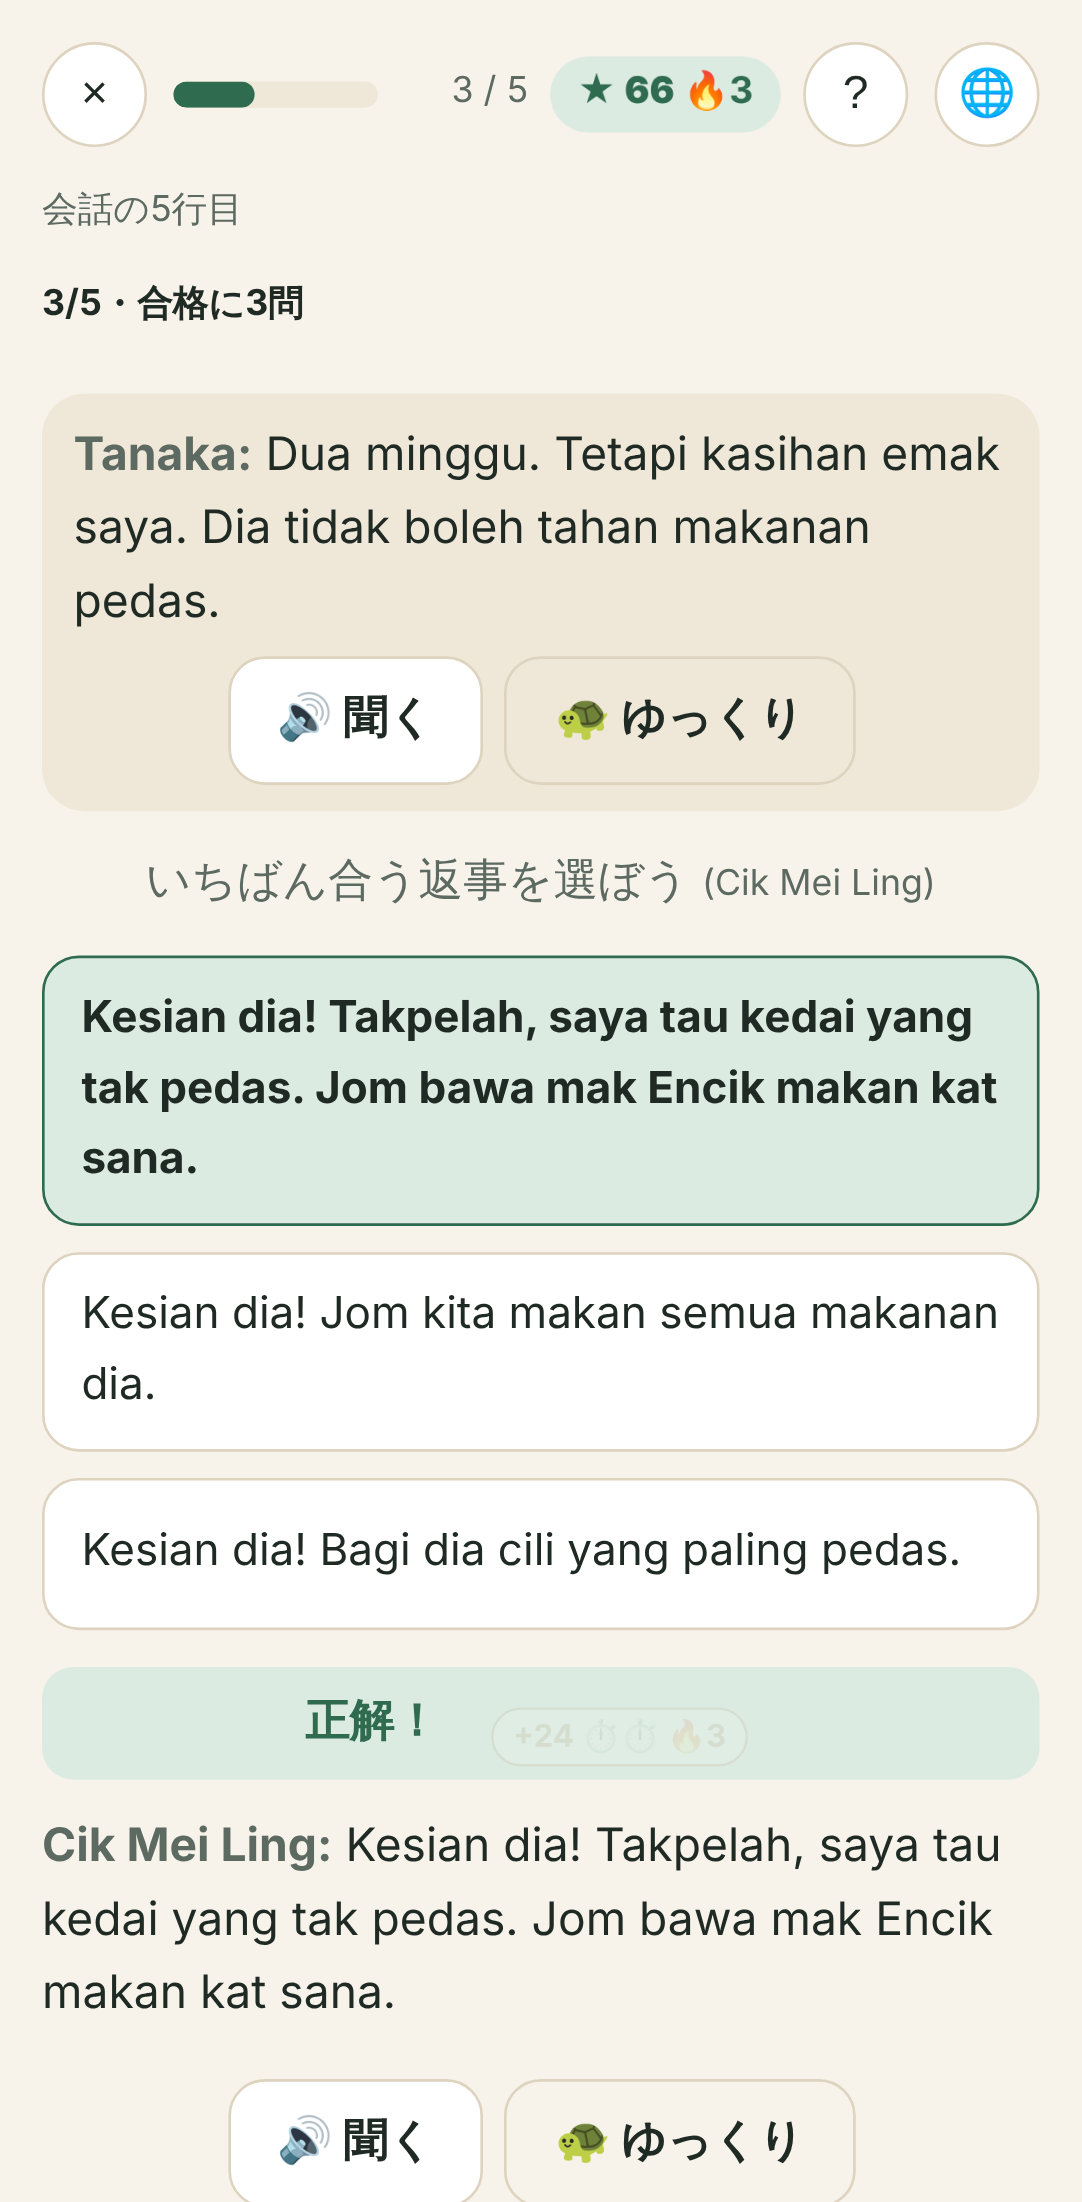 ×
3 / 5
★ 66 🔥3
?
🌐
会話の5行目
3/5・合格に3問
Tanaka: Dua minggu. Tetapi kasihan emak
saya. Dia tidak boleh tahan makanan
pedas.
🔊 聞く
🐢 ゆっくり
いちばん合う返事を選ぼう (Cik Mei Ling)
Kesian dia! Takpelah, saya tau kedai yang
tak pedas. Jom bawa mak Encik makan kat
sana.
Kesian dia! Jom kita makan semua makanan
dia.
Kesian dia! Bagi dia cili yang paling pedas.
正解！
+24 ⏱⏱ 🔥3
Cik Mei Ling: Kesian dia! Takpelah, saya tau
kedai yang tak pedas. Jom bawa mak Encik
makan kat sana.
🔊 聞く
🐢 ゆっくり